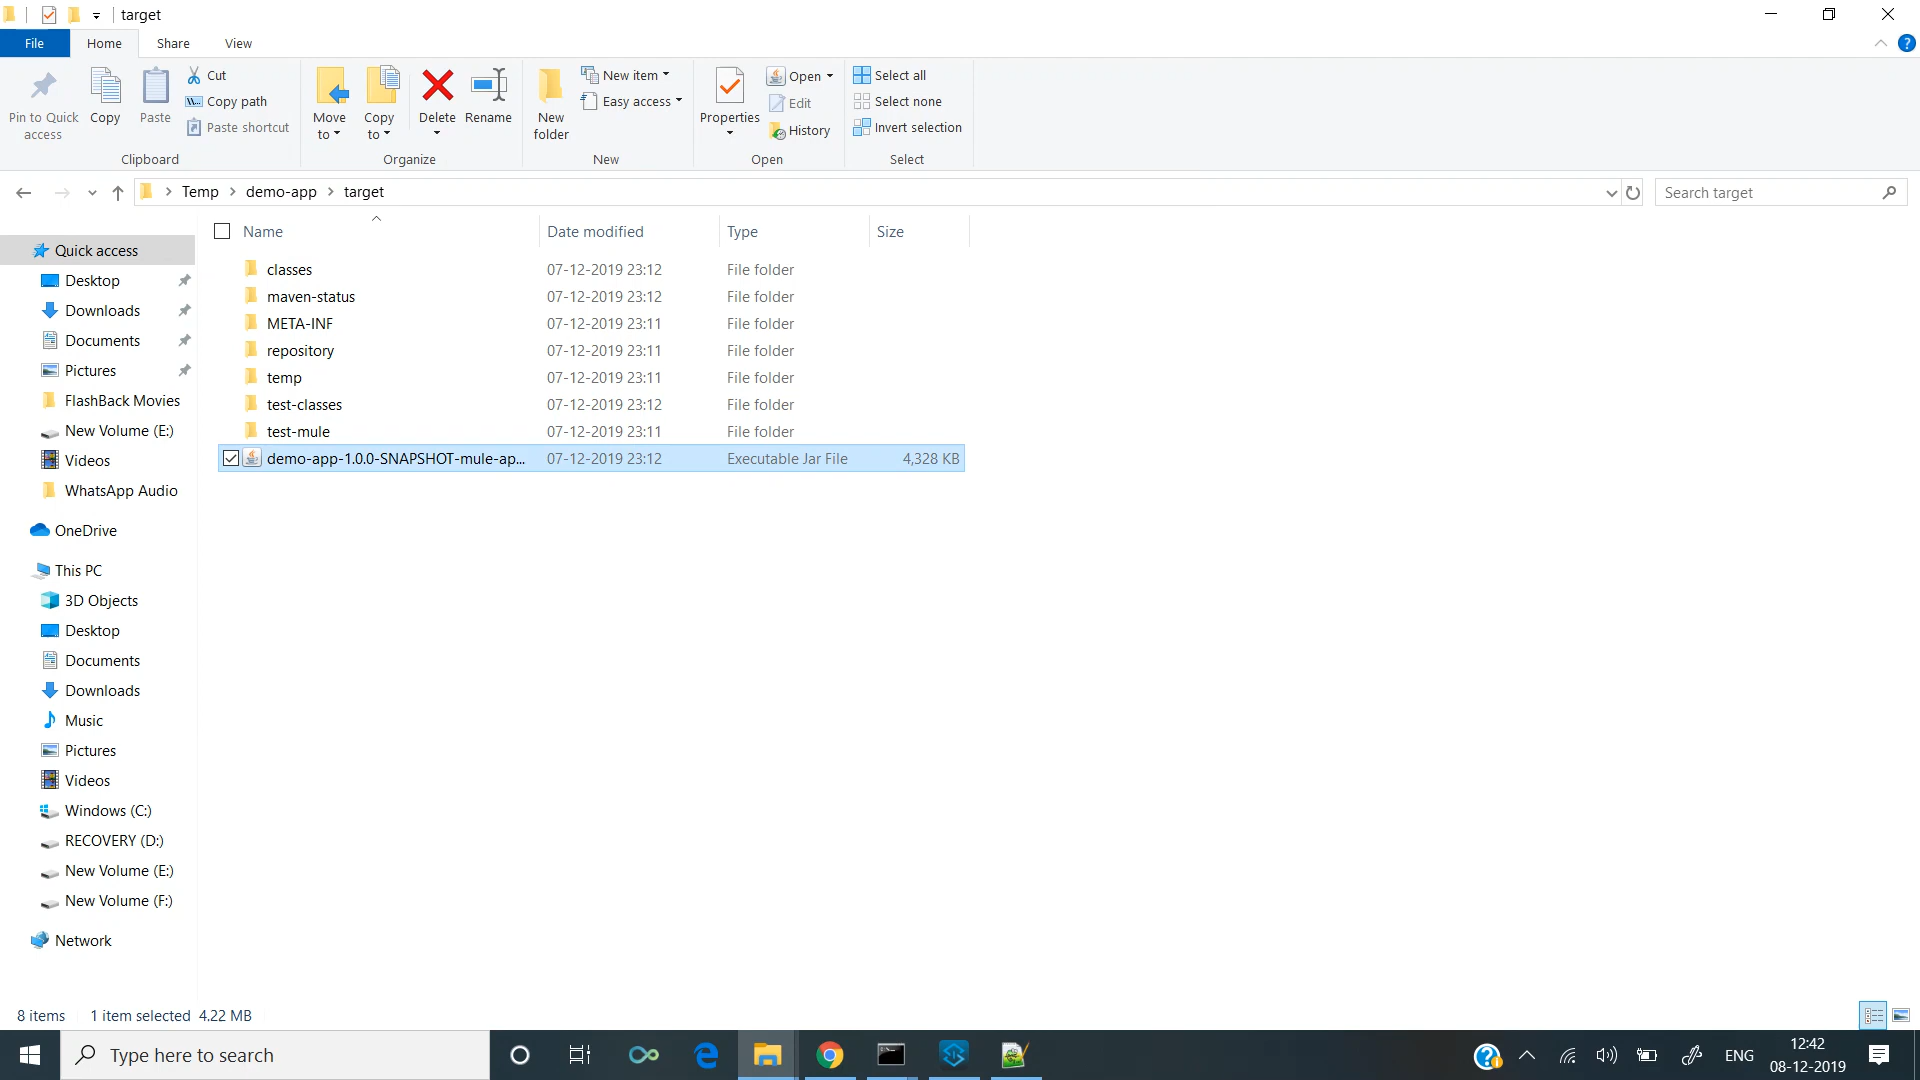 target
File Home Share View
Pin to Quick access
Copy
Paste
Cut
Copy path
Paste shortcut
Clipboard
Move to
Copy to
Delete
Rename
Organize
New folder
New item
Easy access
New
Properties
Open
Edit
History
Open
Select all
Select none
Invert selection
Select
Temp demo-app target
Search target
Name Date modified Type Size
classes 07-12-2019 23:12 File folder
maven-status 07-12-2019 23:12 File folder
META-INF 07-12-2019 23:11 File folder
repository 07-12-2019 23:11 File folder
temp 07-12-2019 23:11 File folder
test-classes 07-12-2019 23:12 File folder
test-mule 07-12-2019 23:11 File folder
demo-app-1.0.0-SNAPSHOT-mule-ap... 07-12-2019 23:12 Executable Jar File 4,328 KB
Quick access
Desktop
Downloads
Documents
Pictures
FlashBack Movies
New Volume (E:)
Videos
WhatsApp Audio
OneDrive
This PC
3D Objects
Desktop
Documents
Downloads
Music
Pictures
Videos
Windows (C:)
RECOVERY (D:)
New Volume (E:)
New Volume (F:)
Network
8 items 1 item selected 4.22 MB
Type here to search
ENG
12:42
08-12-2019